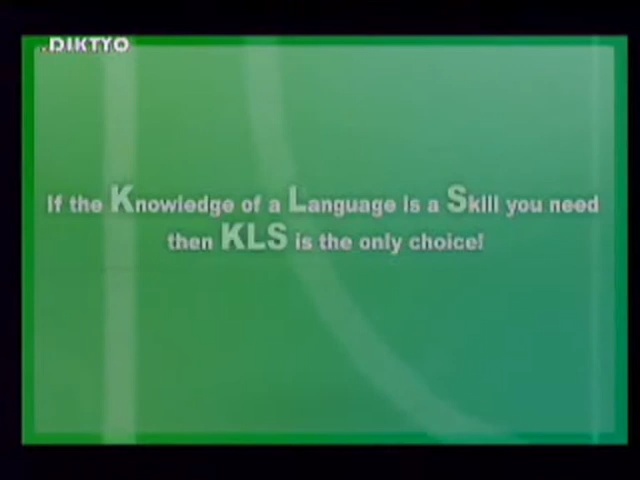 .DIKTYO
If the Knowledge of a Language is a Skill you need
then KLS is the only choice!